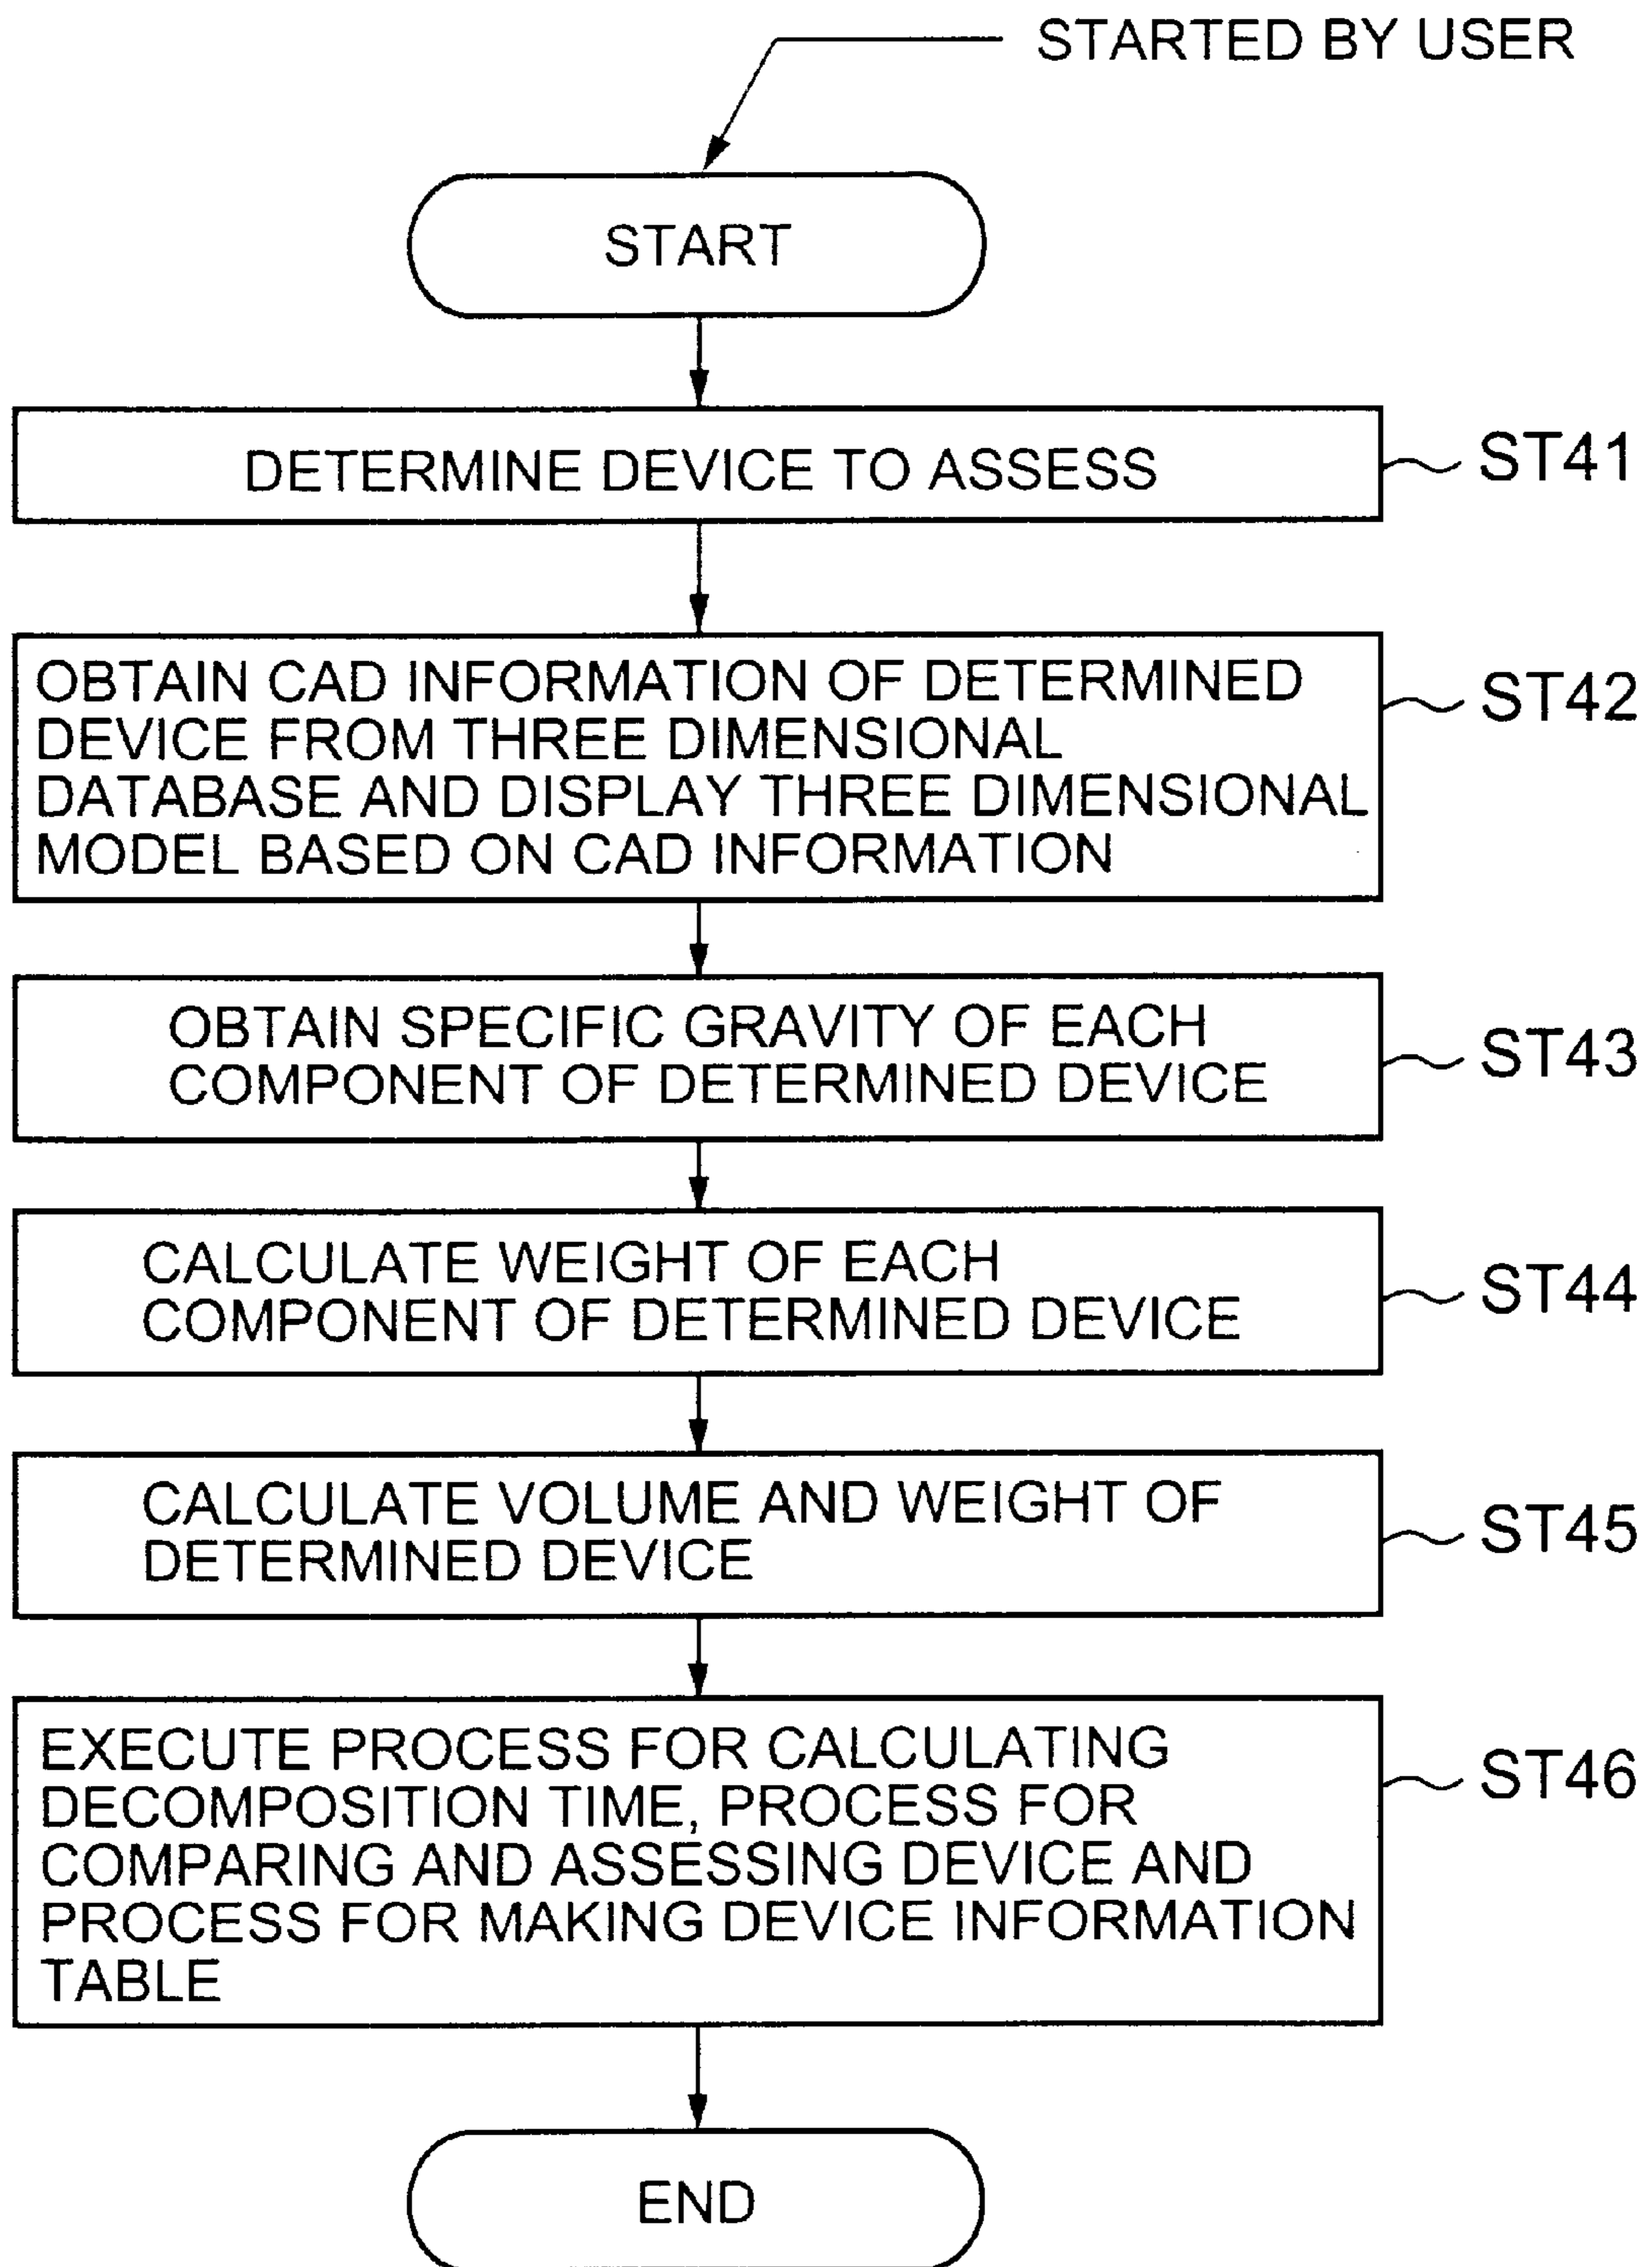 STARTED BY USER
START
DETERMINE DEVICE TO ASSESS
ST41
OBTAIN CAD INFORMATION OF DETERMINED
DEVICE FROM THREE DIMENSIONAL
DATABASE AND DISPLAY THREE DIMENSIONAL
MODEL BASED ON CAD INFORMATION
ST42
OBTAIN SPECIFIC GRAVITY OF EACH
COMPONENT OF DETERMINED DEVICE
ST43
CALCULATE WEIGHT OF EACH
COMPONENT OF DETERMINED DEVICE
ST44
CALCULATE VOLUME AND WEIGHT OF
DETERMINED DEVICE
ST45
EXECUTE PROCESS FOR CALCULATING
DECOMPOSITION TIME, PROCESS FOR
COMPARING AND ASSESSING DEVICE AND
PROCESS FOR MAKING DEVICE INFORMATION
TABLE
ST46
END